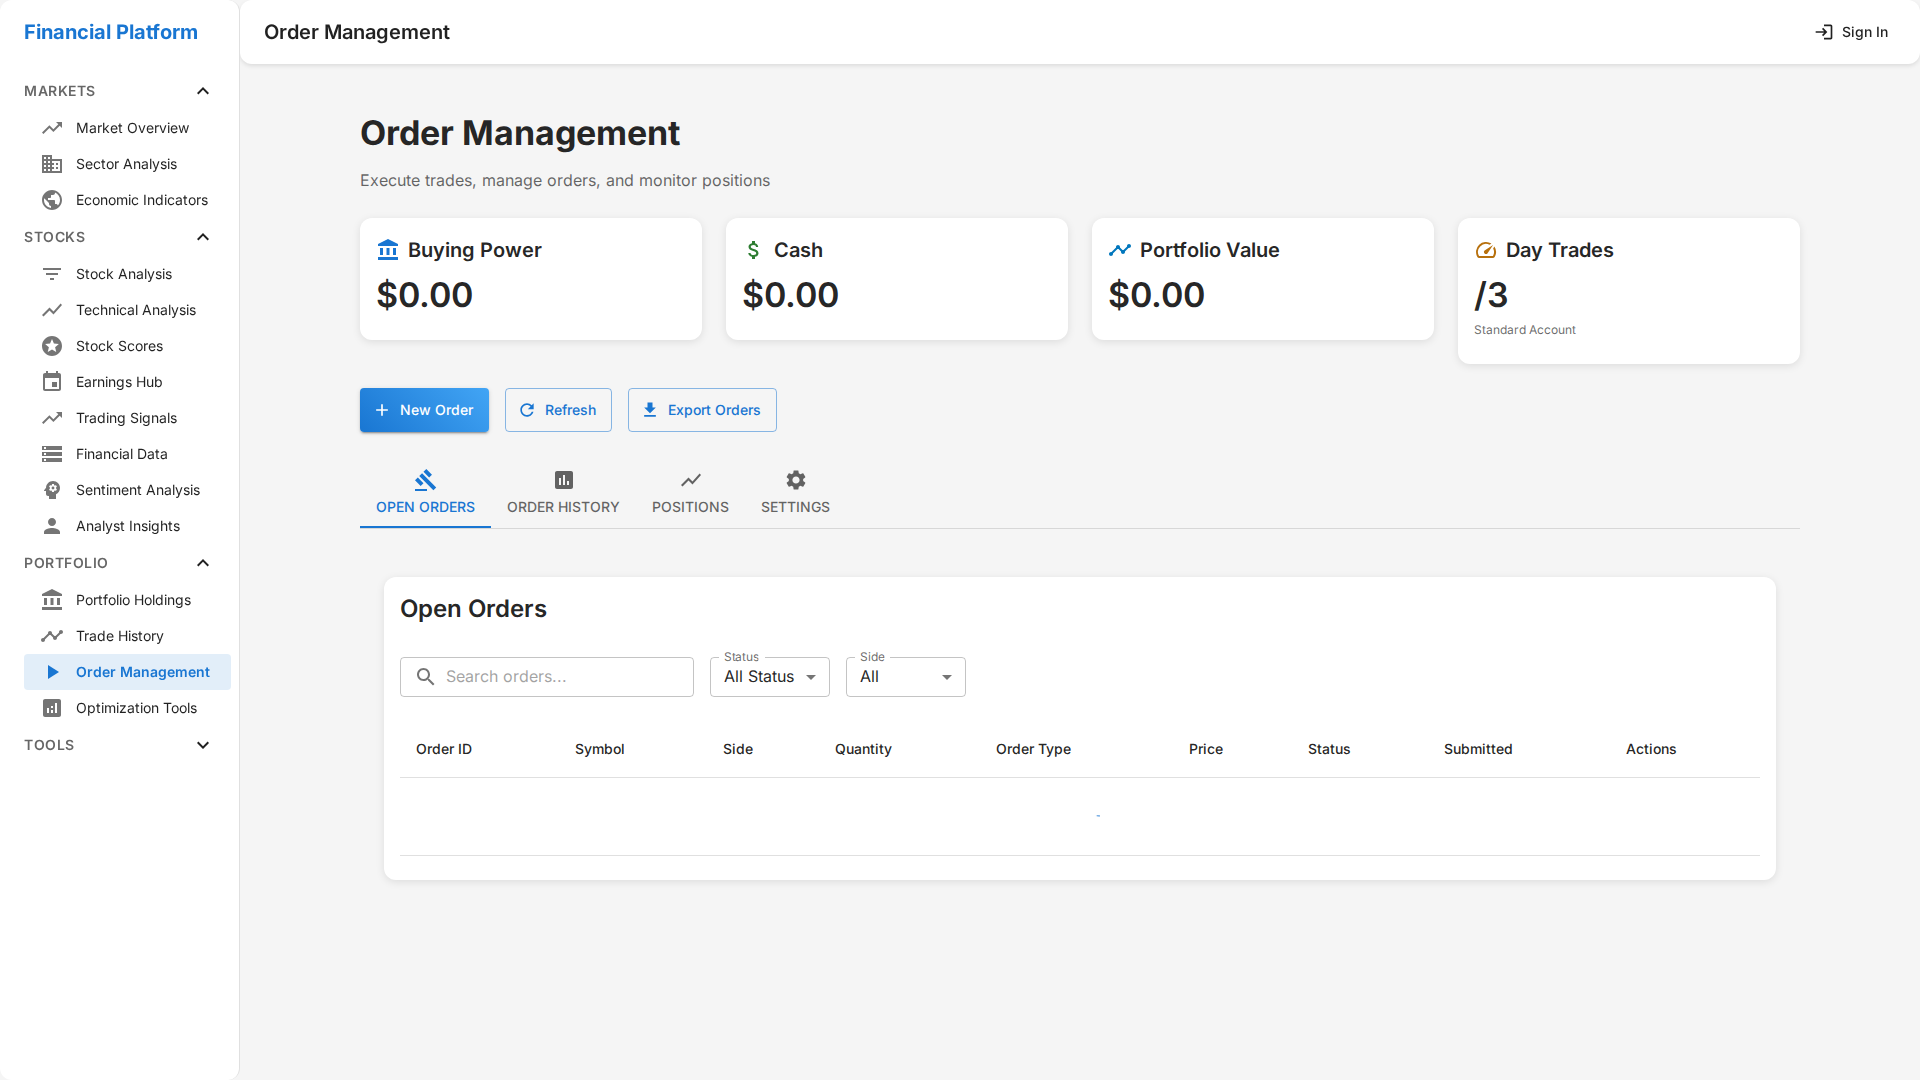 Financial Platform
Order Management
Sign In
MARKETS
Market Overview
Sector Analysis
Economic Indicators
STOCKS
Stock Analysis
Technical Analysis
Stock Scores
Earnings Hub
Trading Signals
Financial Data
Sentiment Analysis
Analyst Insights
PORTFOLIO
Portfolio Holdings
Trade History
Order Management
Optimization Tools
TOOLS
Order Management
Execute trades, manage orders, and monitor positions
Buying Power
$0.00
Cash
$0.00
Portfolio Value
$0.00
Day Trades
/3
Standard Account
New Order
Refresh
Export Orders
OPEN ORDERS
ORDER HISTORY
POSITIONS
SETTINGS
Open Orders
Search orders...
Status
All Status
Side
All
Order ID Symbol Side Quantity Order Type Price Status Submitted Actions